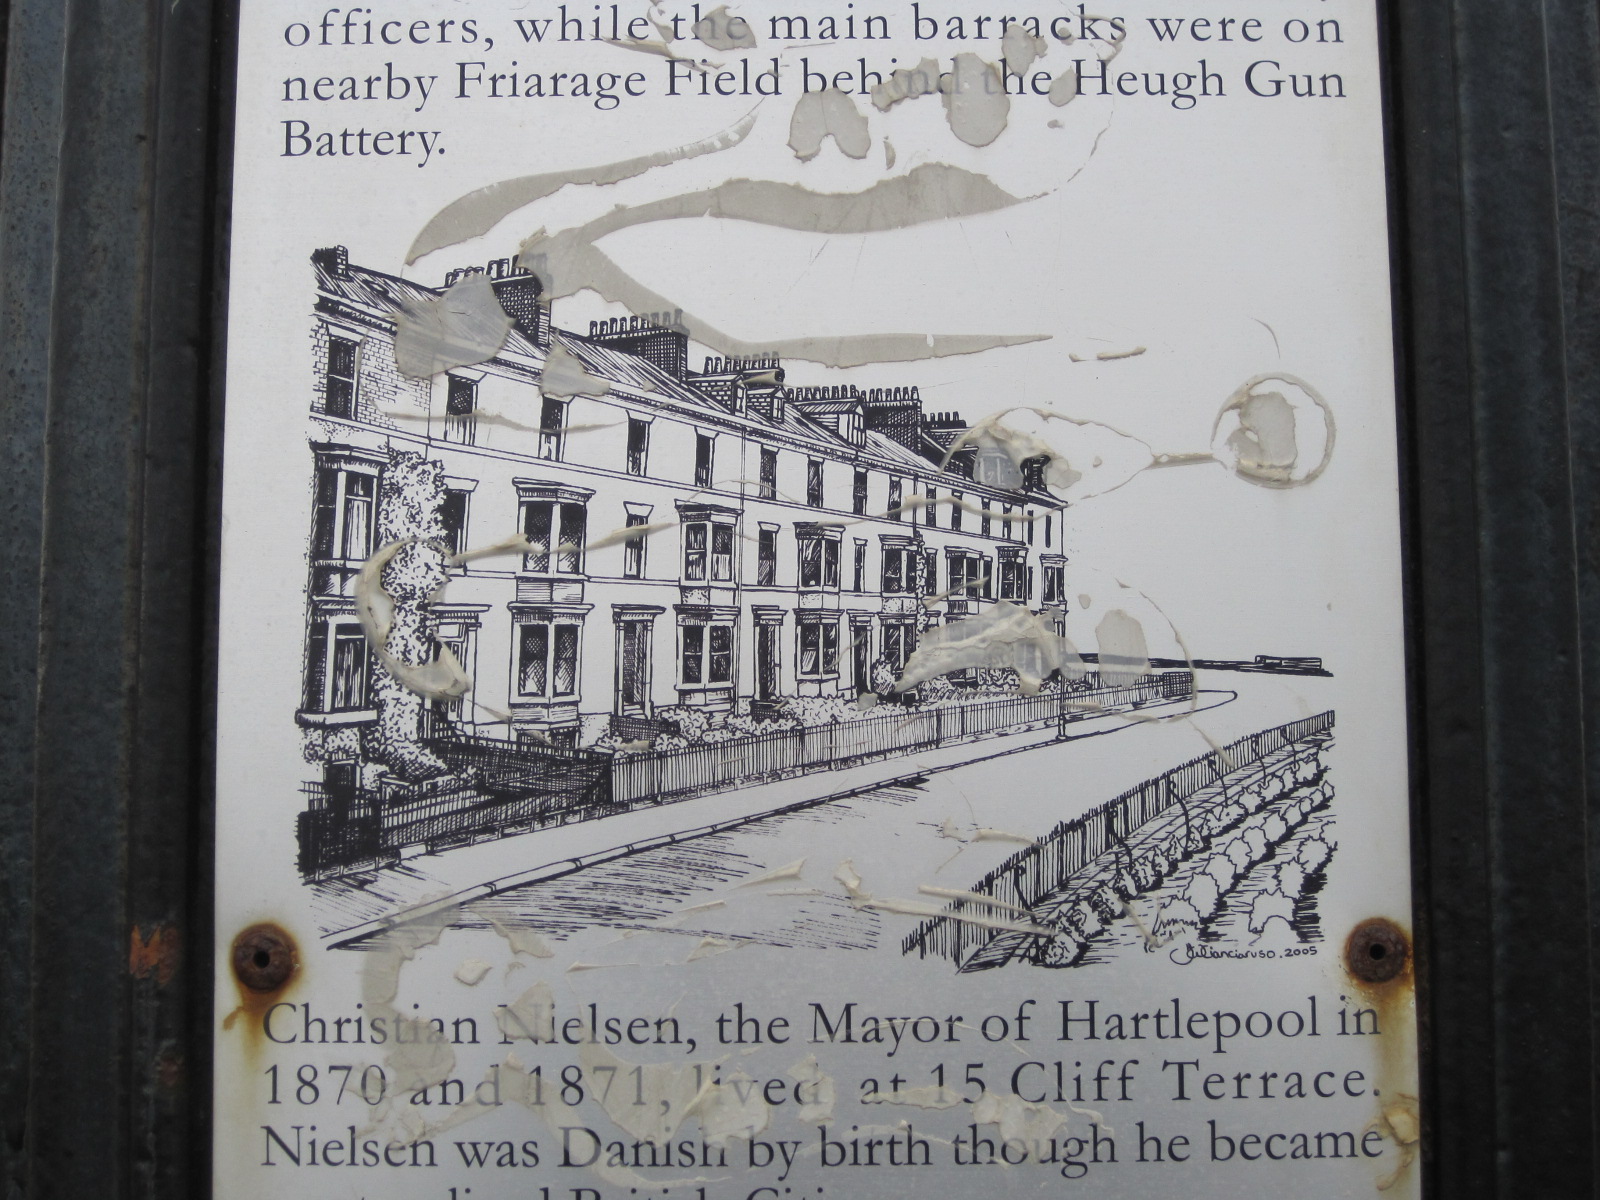 officers, while the main barracks were on
nearby Friarage Field behind the Heugh Gun
Battery.
Julianciaruso.2005
Christian Nielsen, the Mayor of Hartlepool in
1870 and 1871, lived at 15 Cliff Terrace.
Nielsen was Danish by birth though he became